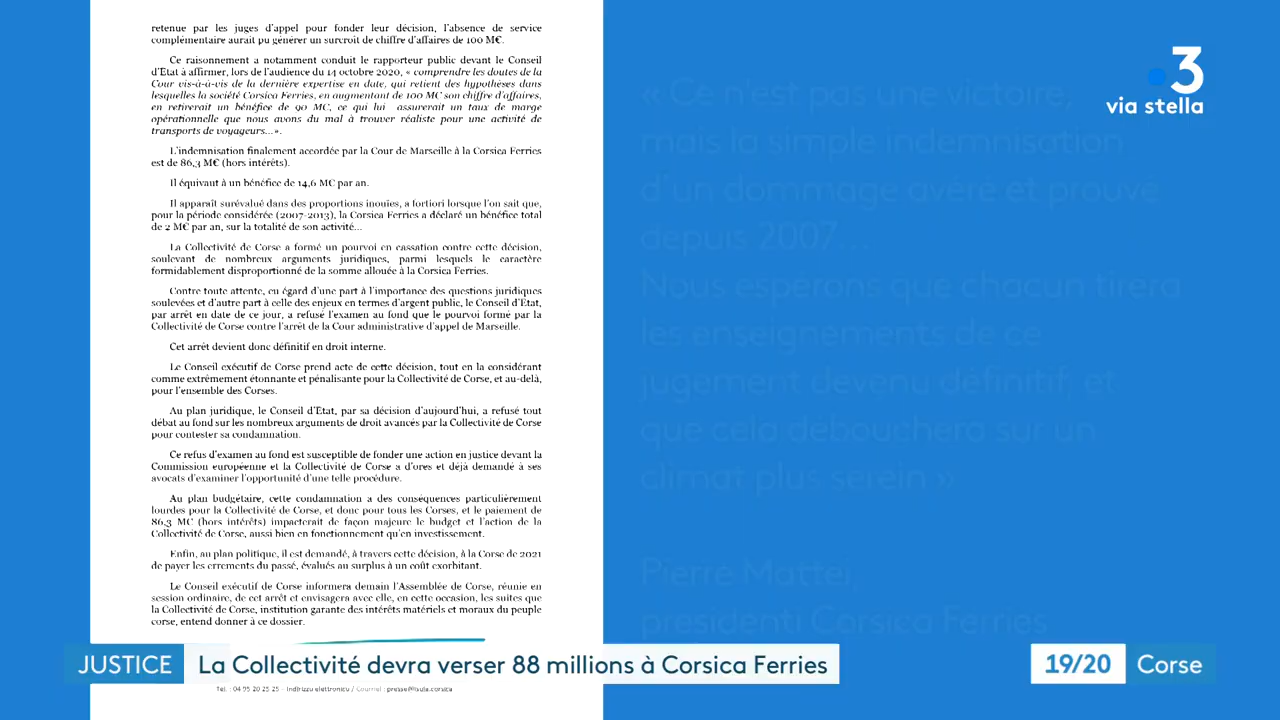 retenue par les juges d'appel pour fonder leur décision, l'absence de service
complémentaire aurait pu générer un surcroît de chiffre d'affaires de 100 M€.
Ce raisonnement a notamment conduit le rapporteur public devant le Conseil
d'État à affirmer, lors de l'audience du 14 octobre 2020, « comprendre les doutes de la
Cour vis-à-à-vis de la dernière expertise en date, qui retient des hypothèses dans
lesquelles la société Corsica Ferries, en augmentant de 100 M€ son chiffre d'affaires,
en retirerait un bénéfice de 90 M€, ce qui lui assurerait un taux de marge
opérationnelle que nous avons du mal à trouver réaliste pour une activité de
transports de voyageurs...».
L'indemnisation finalement accordée par la Cour de Marseille à la Corsica Ferries
est de 86,3 M€ (hors intérêts).
Il équivaut à un bénéfice de 14,6 M€ par an.
Il apparaît surévalué dans des proportions inouïes, a fortiori lorsque l'on sait que,
pour la période considérée (2007-2013), la Corsica Ferries a déclaré un bénéfice total
de 2 M€ par an, sur la totalité de son activité...
La Collectivité de Corse a formé un pourvoi en cassation contre cette décision,
soulevant de nombreux arguments juridiques, parmi lesquels le caractère
formidablement disproportionné de la somme allouée à la Corsica Ferries.
Contre toute attente, eu égard d'une part à l'importance des questions juridiques
soulevées et d'autre part à celle des enjeux en termes d'argent public, le Conseil d'État,
par arrêt en date de ce jour, a refusé l'examen au fond que le pourvoi formé par la
Collectivité de Corse contre l'arrêt de la Cour administrative d'appel de Marseille.
Cet arrêt devient donc définitif en droit interne.
Le Conseil exécutif de Corse prend acte de cette décision, tout en la considérant
comme extrêmement étonnante et pénalisante pour la Collectivité de Corse, et au-delà,
pour l'ensemble des Corses.
Au plan juridique, le Conseil d'État, par sa décision d'aujourd'hui, a refusé tout
débat au fond sur les nombreux arguments de droit avancés par la Collectivité de Corse
pour contester sa condamnation.
Ce refus d'examen au fond est susceptible de fonder une action en justice devant la
Commission européenne et la Collectivité de Corse a d'ores et déjà demandé à ses
avocats d'examiner l'opportunité d'une telle procédure.
Au plan budgétaire, cette condamnation a des conséquences particulièrement
lourdes pour la Collectivité de Corse, et donc pour tous les Corses, et le paiement de
86,3 M€ (hors intérêts) impacterait de façon majeure le budget et l'action de la
Collectivité de Corse, aussi bien en fonctionnement qu'en investissement.
Enfin, au plan politique, il est demandé, à travers cette décision, à la Corse de 2021
de payer les errements du passé, évalués au surplus à un coût exorbitant.
Le Conseil exécutif de Corse informera demain l'Assemblée de Corse, réunie en
session ordinaire, de cet arrêt et envisagera avec elle, en cette occasion, les suites que
la Collectivité de Corse, institution garante des intérêts matériels et moraux du peuple
corse, entend donner à ce dossier.
Tel. : 04 95 20 25 25 - Indirizzu elettronicu / Courriel : presse@isula.corsica
« Ce n'est pas une victoire,
mais la simple indemnisation
d'un dommage avéré et prouvé
depuis 2007...
Nous espérons que chacun tirera
les enseignements de ce
jugement devenu définitif, et
que cela débouchera sur un
climat plus serein »
Pierre Mattei
président Corsica Ferries
3
via stella
JUSTICE La Collectivité devra verser 88 millions à Corsica Ferries
19/20 Corse